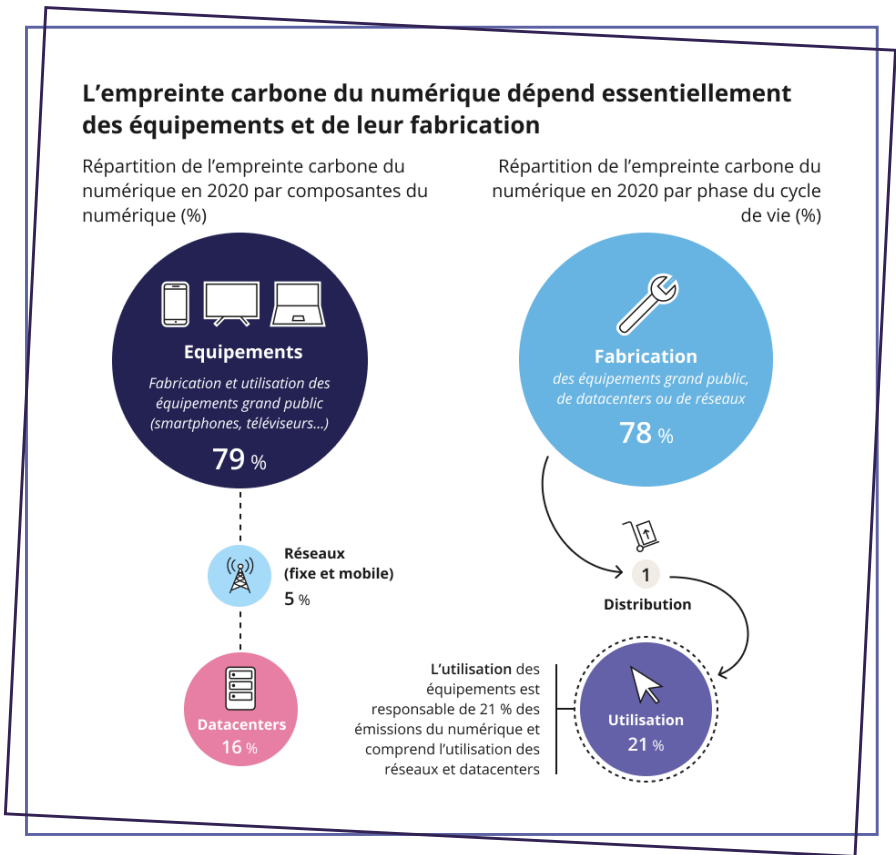 L'empreinte carbone du numérique dépend essentiellement
des équipements et de leur fabrication
Répartition de l'empreinte carbone du
numérique en 2020 par composantes du
numérique (%)
Equipements
Fabrication et utilisation des
équipements grand public
(smartphones, téléviseurs...)
79 %
Réseaux
(fixe et mobile)
5 %
Datacenters
16 %
Répartition de l'empreinte carbone du
numérique en 2020 par phase du cycle
de vie (%)
Fabrication
des équipements grand public,
de datacenters ou de réseaux
78 %
1
Distribution
Utilisation
21 %
L'utilisation des
équipements est
responsable de 21 % des
émissions du numérique et
comprend l'utilisation des
réseaux et datacenters